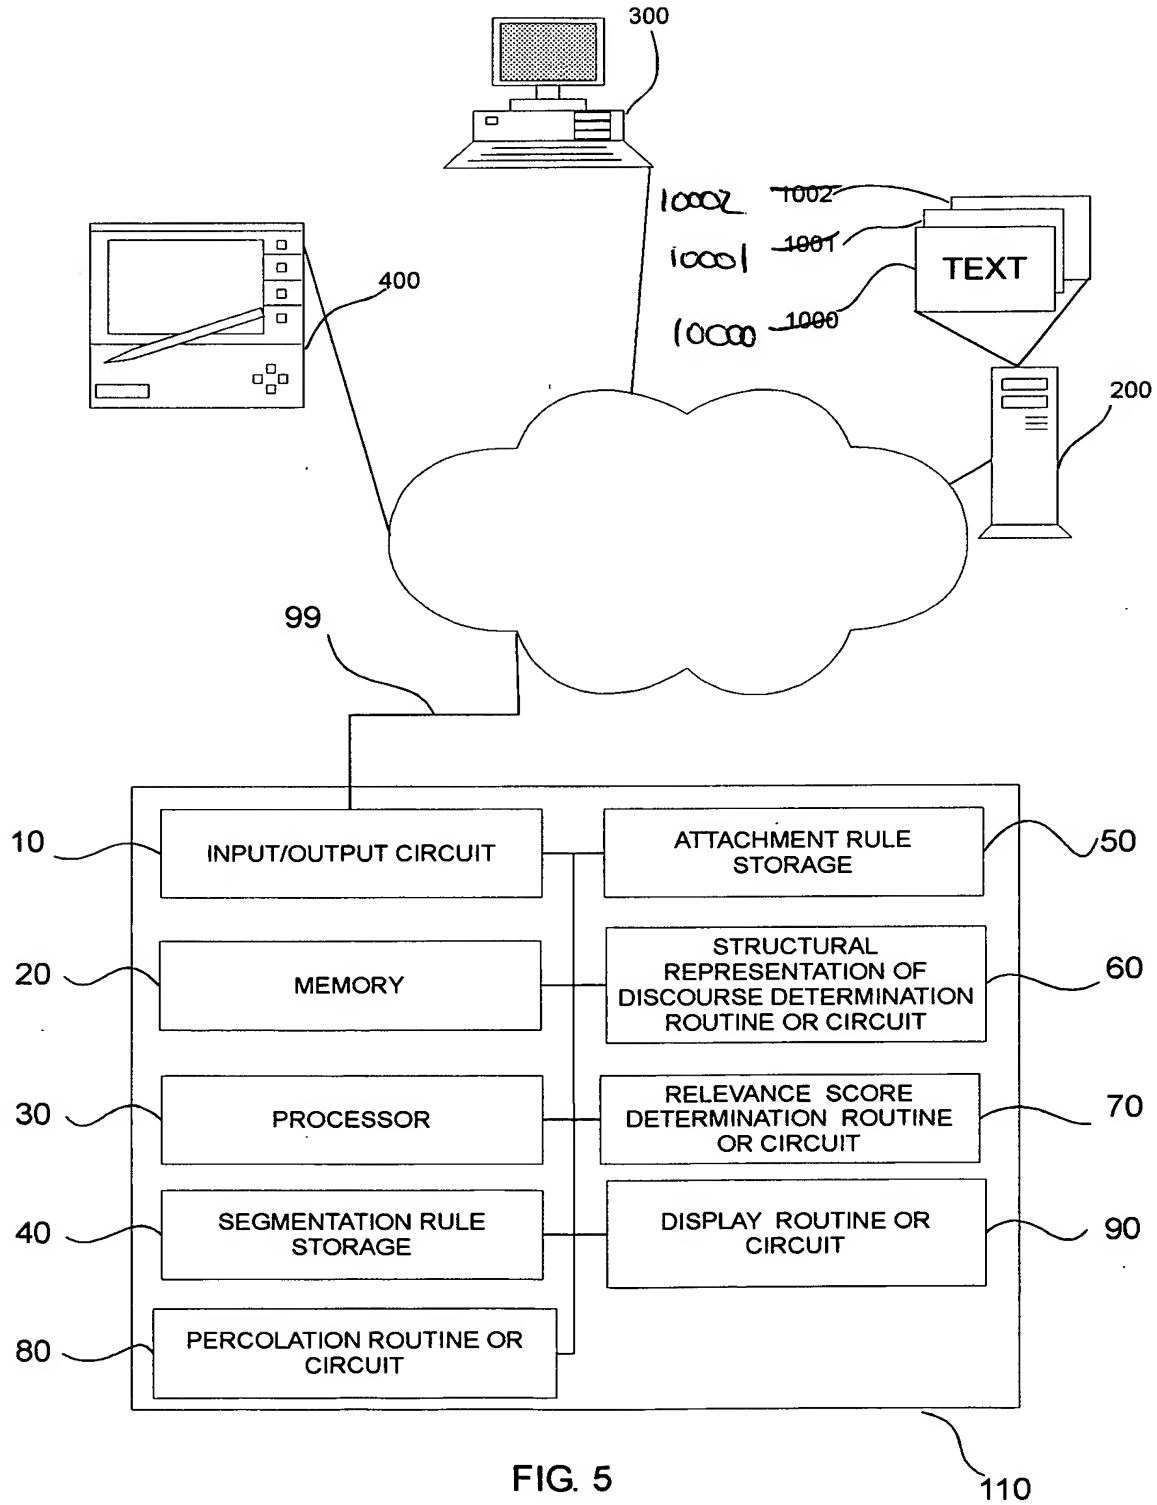 300
10002 1002
10001 1001
TEXT
10000 1000
400
200
99
10
INPUT/OUTPUT CIRCUIT
ATTACHMENT RULE
STORAGE
50
20
MEMORY
STRUCTURAL
REPRESENTATION OF
DISCOURSE DETERMINATION
ROUTINE OR CIRCUIT
60
30
PROCESSOR
RELEVANCE SCORE
DETERMINATION ROUTINE
OR CIRCUIT
70
40
SEGMENTATION RULE
STORAGE
DISPLAY ROUTINE OR
CIRCUIT
90
80
PERCOLATION ROUTINE OR
CIRCUIT
110
FIG. 5